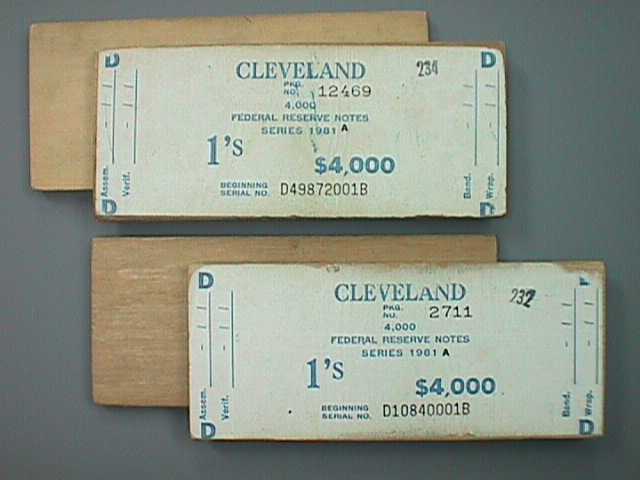 D D
CLEVELAND 234
PKG. NO. 12469
4,000
FEDERAL RESERVE NOTES
SERIES 1981 A
1's
$4,000
BEGINNING SERIAL NO. D49872001B
Assem. Verif. Band. Wrap.
D D
D
CLEVELAND 232
PKG. NO. 2711
4,000
FEDERAL RESERVE NOTES
SERIES 1981 A
1's
$4,000
BEGINNING SERIAL NO. D10840001B
Assem. Verif. Band. Wrap.
D D